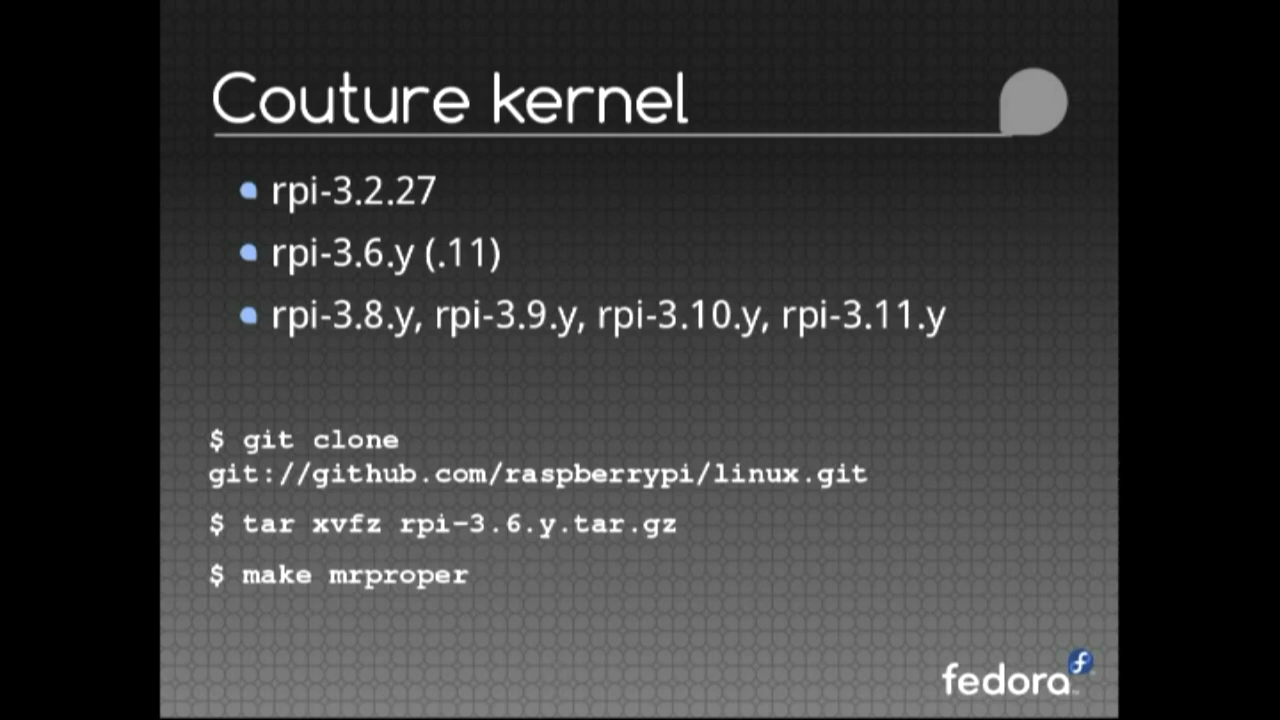 Couture kernel
rpi-3.2.27
rpi-3.6.y (.11)
rpi-3.8.y, rpi-3.9.y, rpi-3.10.y, rpi-3.11.y
$ git clone
git://github.com/raspberrypi/linux.git
$ tar xvfz rpi-3.6.y.tar.gz
$ make mrproper
fedora